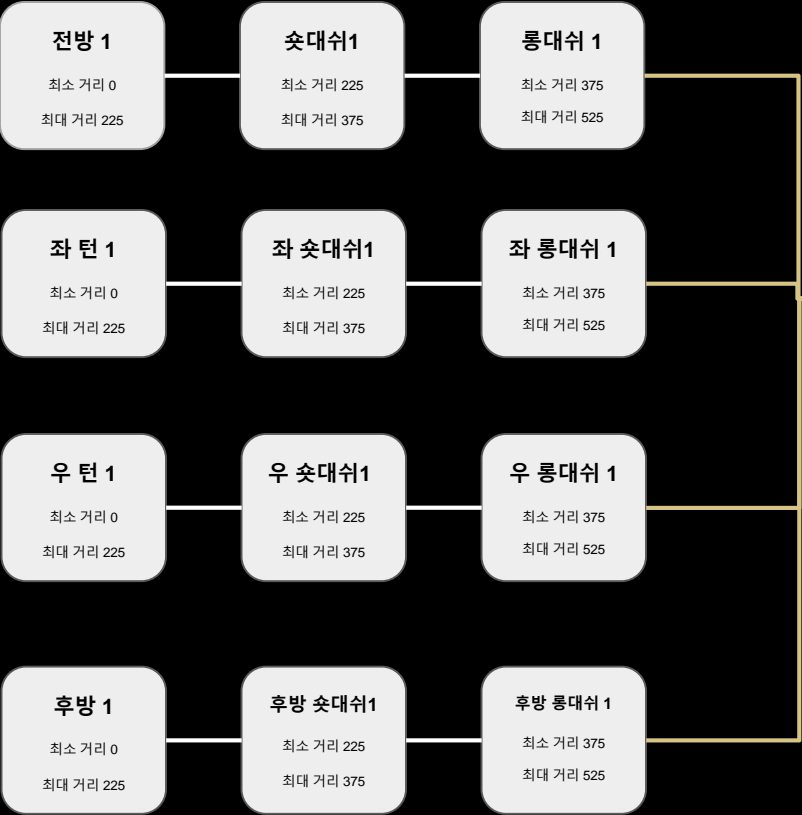 전방 1
최소 거리 0
최대 거리 225
숏대쉬1
최소 거리 225
최대 거리 375
롱대쉬 1
최소 거리 375
최대 거리 525
좌 턴 1
최소 거리 0
최대 거리 225
좌 숏대쉬1
최소 거리 225
최대 거리 375
좌 롱대쉬 1
최소 거리 375
최대 거리 525
우 턴 1
최소 거리 0
최대 거리 225
우 숏대쉬1
최소 거리 225
최대 거리 375
우 롱대쉬 1
최소 거리 375
최대 거리 525
후방 1
최소 거리 0
최대 거리 225
후방 숏대쉬1
최소 거리 225
최대 거리 375
후방 롱대쉬 1
최소 거리 375
최대 거리 525